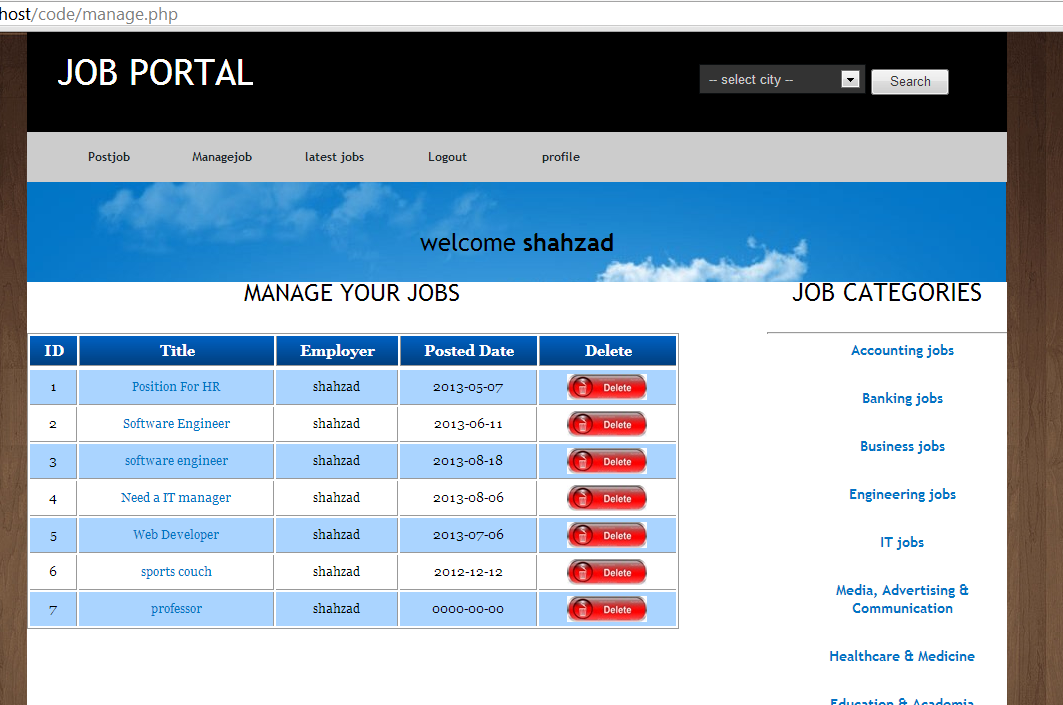 host/code/manage.php
JOB PORTAL
-- select city --
Search
Postjob Managejob latest jobs Logout profile
welcome shahzad
MANAGE YOUR JOBS
ID Title Employer Posted Date Delete
1 Position For HR shahzad 2013-05-07 Delete
2 Software Engineer shahzad 2013-06-11 Delete
3 software engineer shahzad 2013-08-18 Delete
4 Need a IT manager shahzad 2013-08-06 Delete
5 Web Developer shahzad 2013-07-06 Delete
6 sports couch shahzad 2012-12-12 Delete
7 professor shahzad 0000-00-00 Delete
JOB CATEGORIES
Accounting jobs
Banking jobs
Business jobs
Engineering jobs
IT jobs
Media, Advertising &
Communication
Healthcare & Medicine
Education & Academia